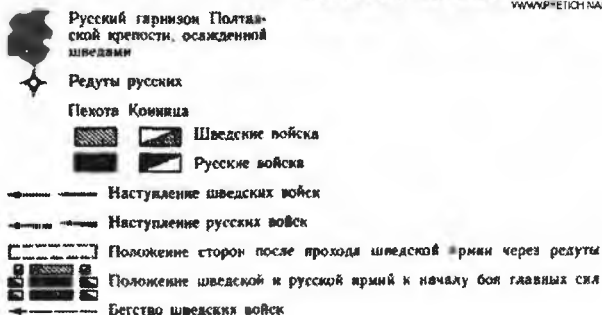 Русский гарнизон Полтав-
ской крепости, осажденной
шведами
Редуты русских
Пехота Конница
Шведские войска
Русские войска
Наступление шведских войск
Наступление русских войск
Положение сторон после прохода шведской армии через редуты
Положение шведской и русской армий к началу боя главных сил
Бегство шведских войск